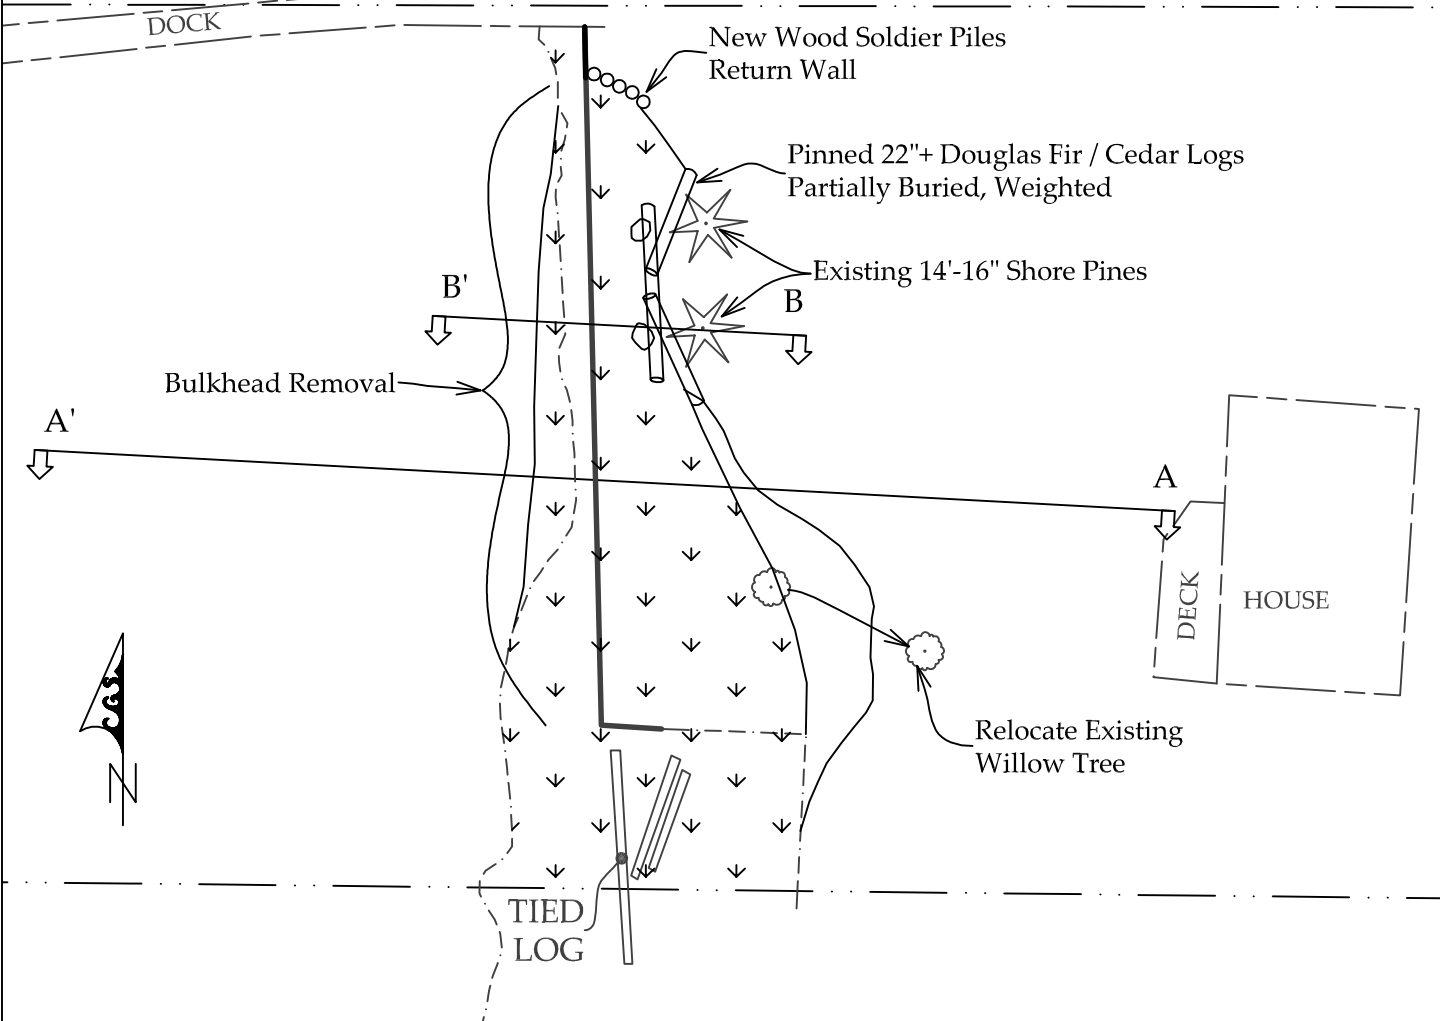 DOCK
New Wood Soldier Piles
Return Wall
Pinned 22"+ Douglas Fir / Cedar Logs
Partially Buried, Weighted
Existing 14'-16" Shore Pines
B'
B
Bulkhead Removal
A'
A
DECK
HOUSE
CGS
N
Relocate Existing
Willow Tree
TIED
LOG